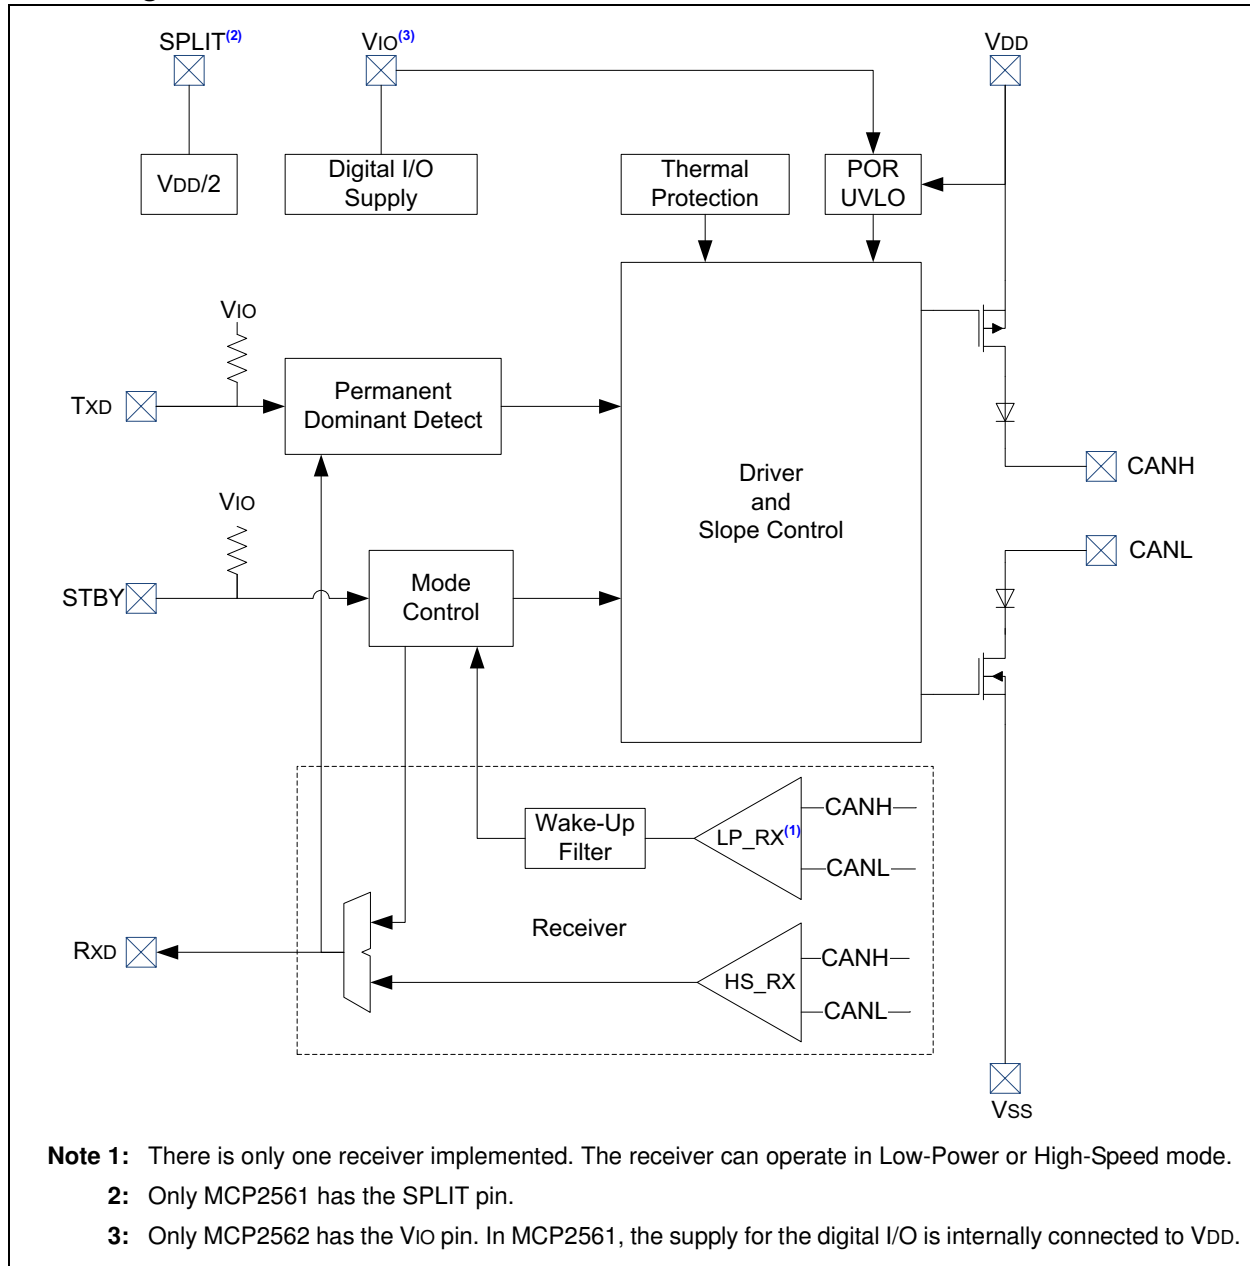 SPLIT(2)
VIO(3)
VDD
VDD/2
Digital I/O
Supply
Thermal
Protection
POR
UVLO
VIO
TXD
Permanent
Dominant Detect
CANH
Driver
and
Slope Control
VIO
CANL
STBY
Mode
Control
Wake-Up
Filter
LP_RX(1)
CANH
CANL
Receiver
RXD
HS_RX
CANH
CANL
VSS
Note 1: There is only one receiver implemented. The receiver can operate in Low-Power or High-Speed mode.
2: Only MCP2561 has the SPLIT pin.
3: Only MCP2562 has the VIO pin. In MCP2561, the supply for the digital I/O is internally connected to VDD.